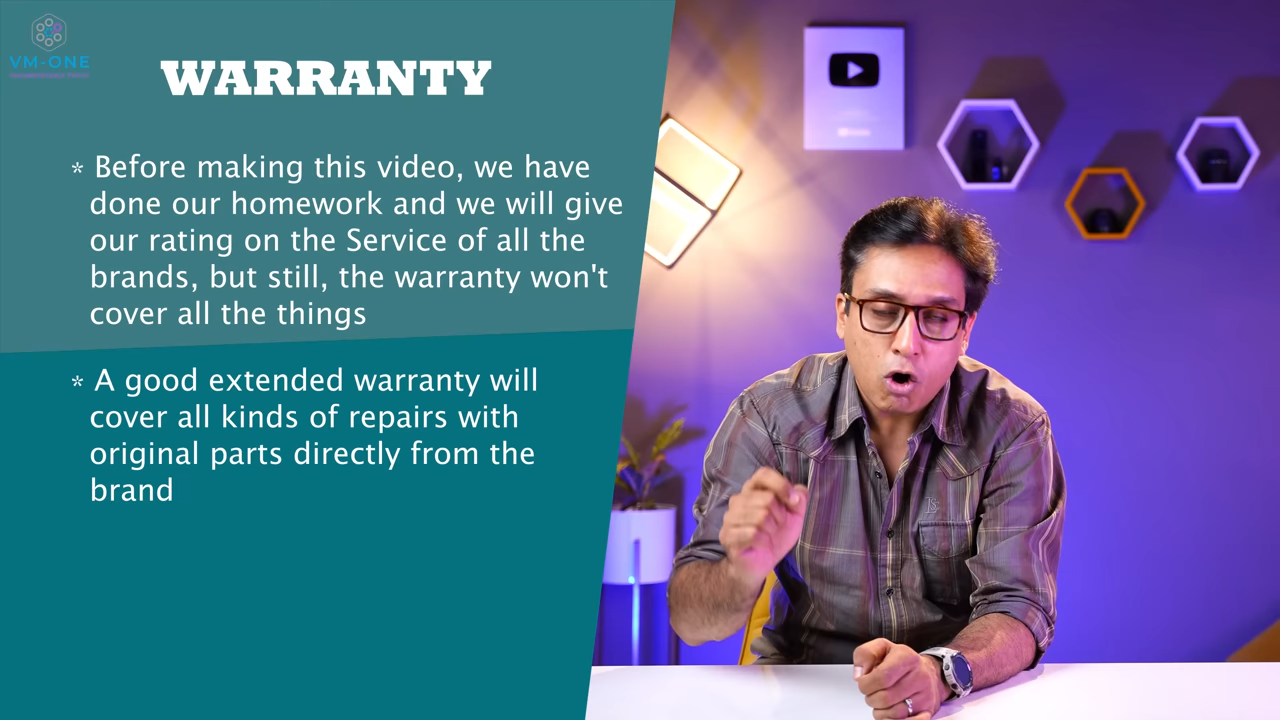 VM-ONE
WARRANTY
* Before making this video, we have
done our homework and we will give
our rating on the Service of all the
brands, but still, the warranty won't
cover all the things
* A good extended warranty will
cover all kinds of repairs with
original parts directly from the
brand